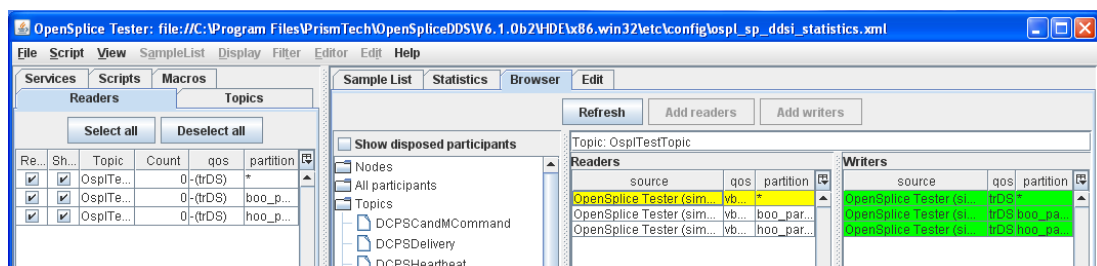 OpenSplice Tester: file://C:\Program Files\PrismTech\OpenSpliceDDS\V6.1.0b2\HDE\x86.win32\etc\config\ospl_sp_ddsi_statistics.xml
File Script View SampleList Display Filter Editor Edit Help
Services Scripts Macros
Readers Topics
Select all Deselect all
Re... Sh... Topic Count qos partition
OsplTe... 0 -(trDS) *
OsplTe... 0 -(trDS) boo_p...
OsplTe... 0 -(trDS) hoo_p...
Sample List Statistics Browser Edit
Refresh Add readers Add writers
Show disposed participants
Nodes
All participants
Topics
DCPSCandMCommand
DCPSDelivery
DCPSHeartbeat
Topic: OsplTestTopic
Readers
source qos partition
OpenSplice Tester (sim... vb... *
OpenSplice Tester (sim... vb... boo_par...
OpenSplice Tester (sim... vb... hoo_par...
Writers
source qos partition
OpenSplice Tester (si... trDS *
OpenSplice Tester (si... trDS boo_pa...
OpenSplice Tester (si... trDS hoo_pa...